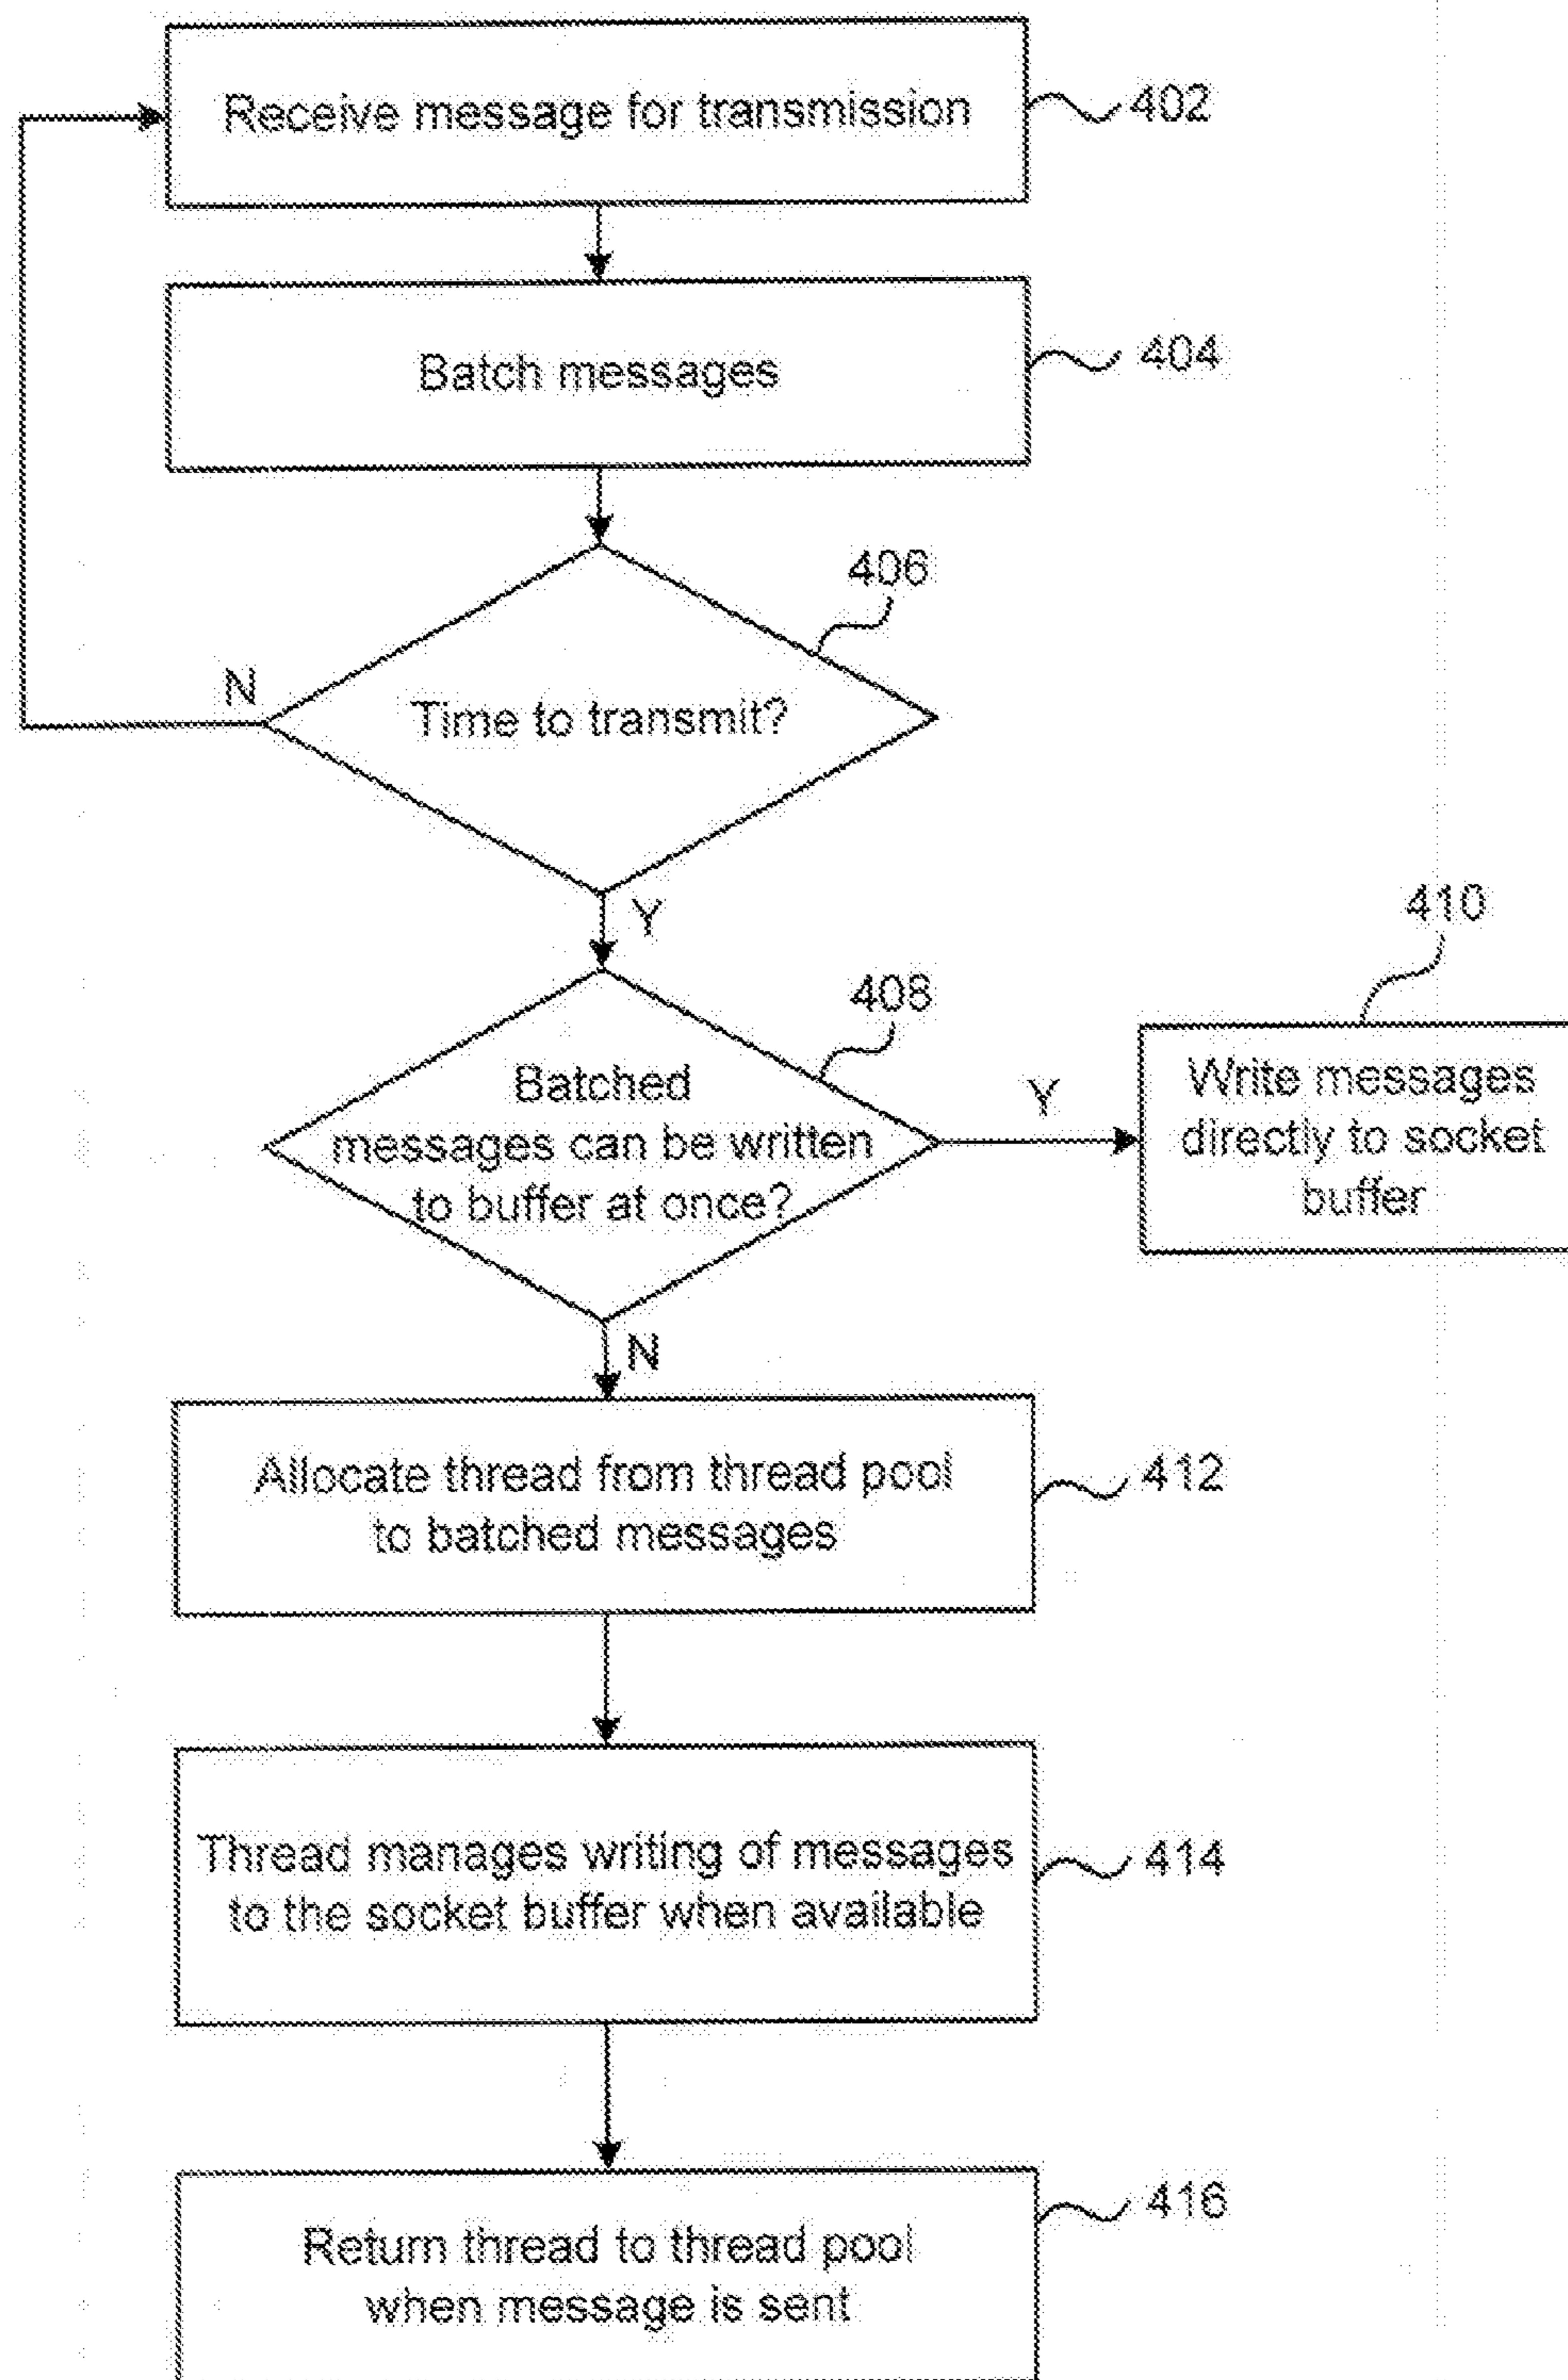 Receive message for transmission
402
Batch messages
404
406
N
Time to transmit?
Y
410
408
Batched
messages can be written
to buffer at once?
Y
Write messages
directly to socket
buffer
N
Allocate thread from thread pool
to batched messages
412
Thread manages writing of messages
to the socket buffer when available
414
416
Return thread to thread pool
when message is sent